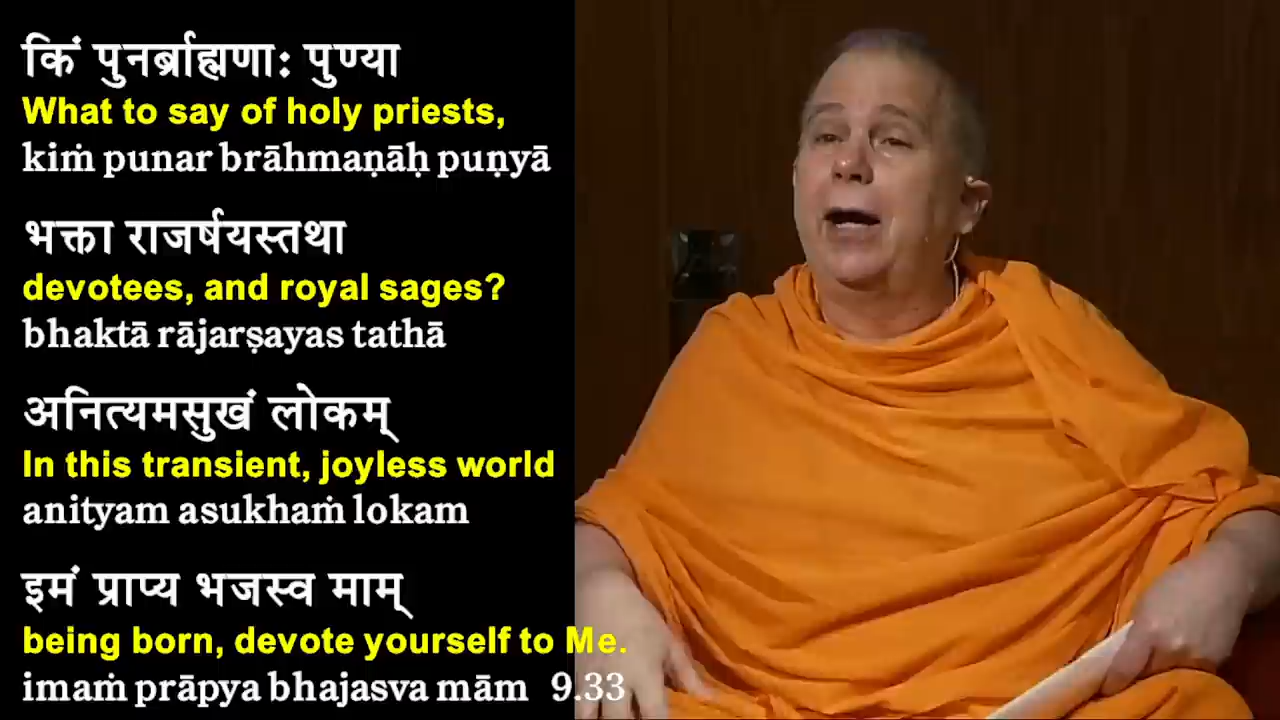 किं पुनर्ब्राह्मणाः पुण्या
What to say of holy priests,
kiṁ punar brāhmaṇāḥ puṇyā
भक्ता राजर्षयस्तथा
devotees, and royal sages?
bhaktā rājarṣayas tathā
अनित्यमसुखं लोकम्
In this transient, joyless world
anityam asukhaṁ lokam
इमं प्राप्य भजस्व माम्
being born, devote yourself to Me.
imaṁ prāpya bhajasva mām 9.33